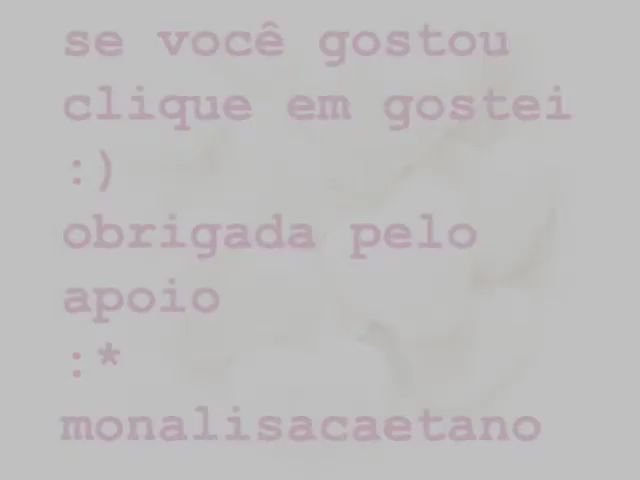 se você gostou
clique em gostei
:)
obrigada pelo
apoio
:*
monalisacaetano